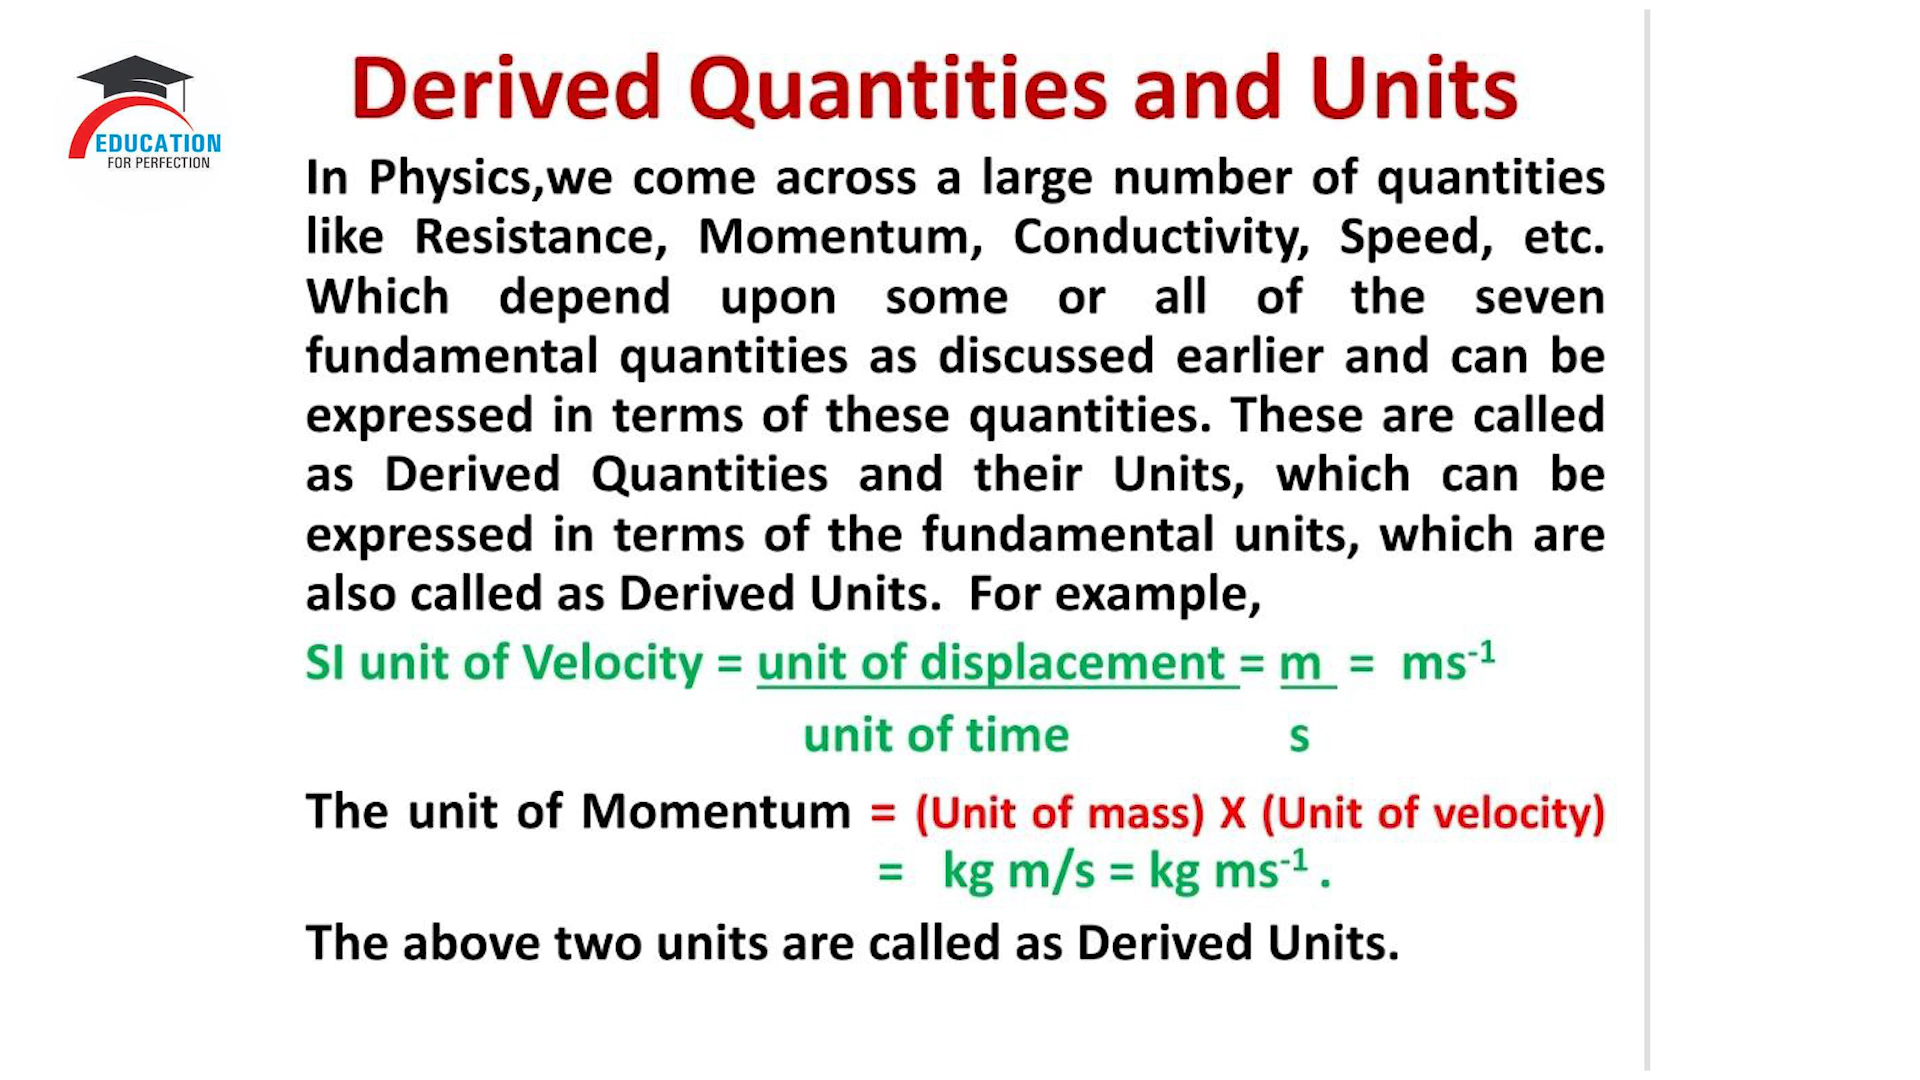 EDUCATION
FOR PERFECTION
Derived Quantities and Units
In Physics,we come across a large number of quantities
like Resistance, Momentum, Conductivity, Speed, etc.
Which depend upon some or all of the seven
fundamental quantities as discussed earlier and can be
expressed in terms of these quantities. These are called
as Derived Quantities and their Units, which can be
expressed in terms of the fundamental units, which are
also called as Derived Units. For example,
SI unit of Velocity = unit of displacement = m = ms⁻¹
unit of time s
The unit of Momentum = (Unit of mass) X (Unit of velocity)
= kg m/s = kg ms⁻¹ .
The above two units are called as Derived Units.